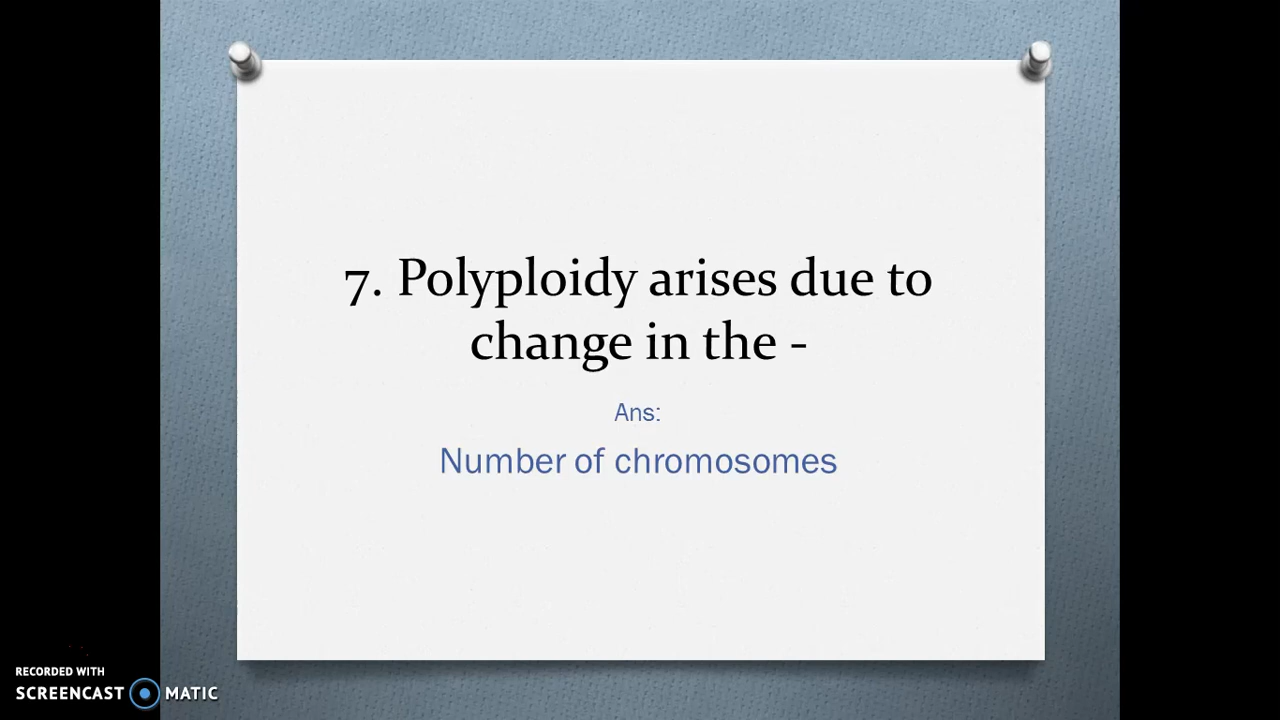 7. Polyploidy arises due to
change in the -
Ans:
Number of chromosomes
RECORDED WITH
SCREENCAST MATIC